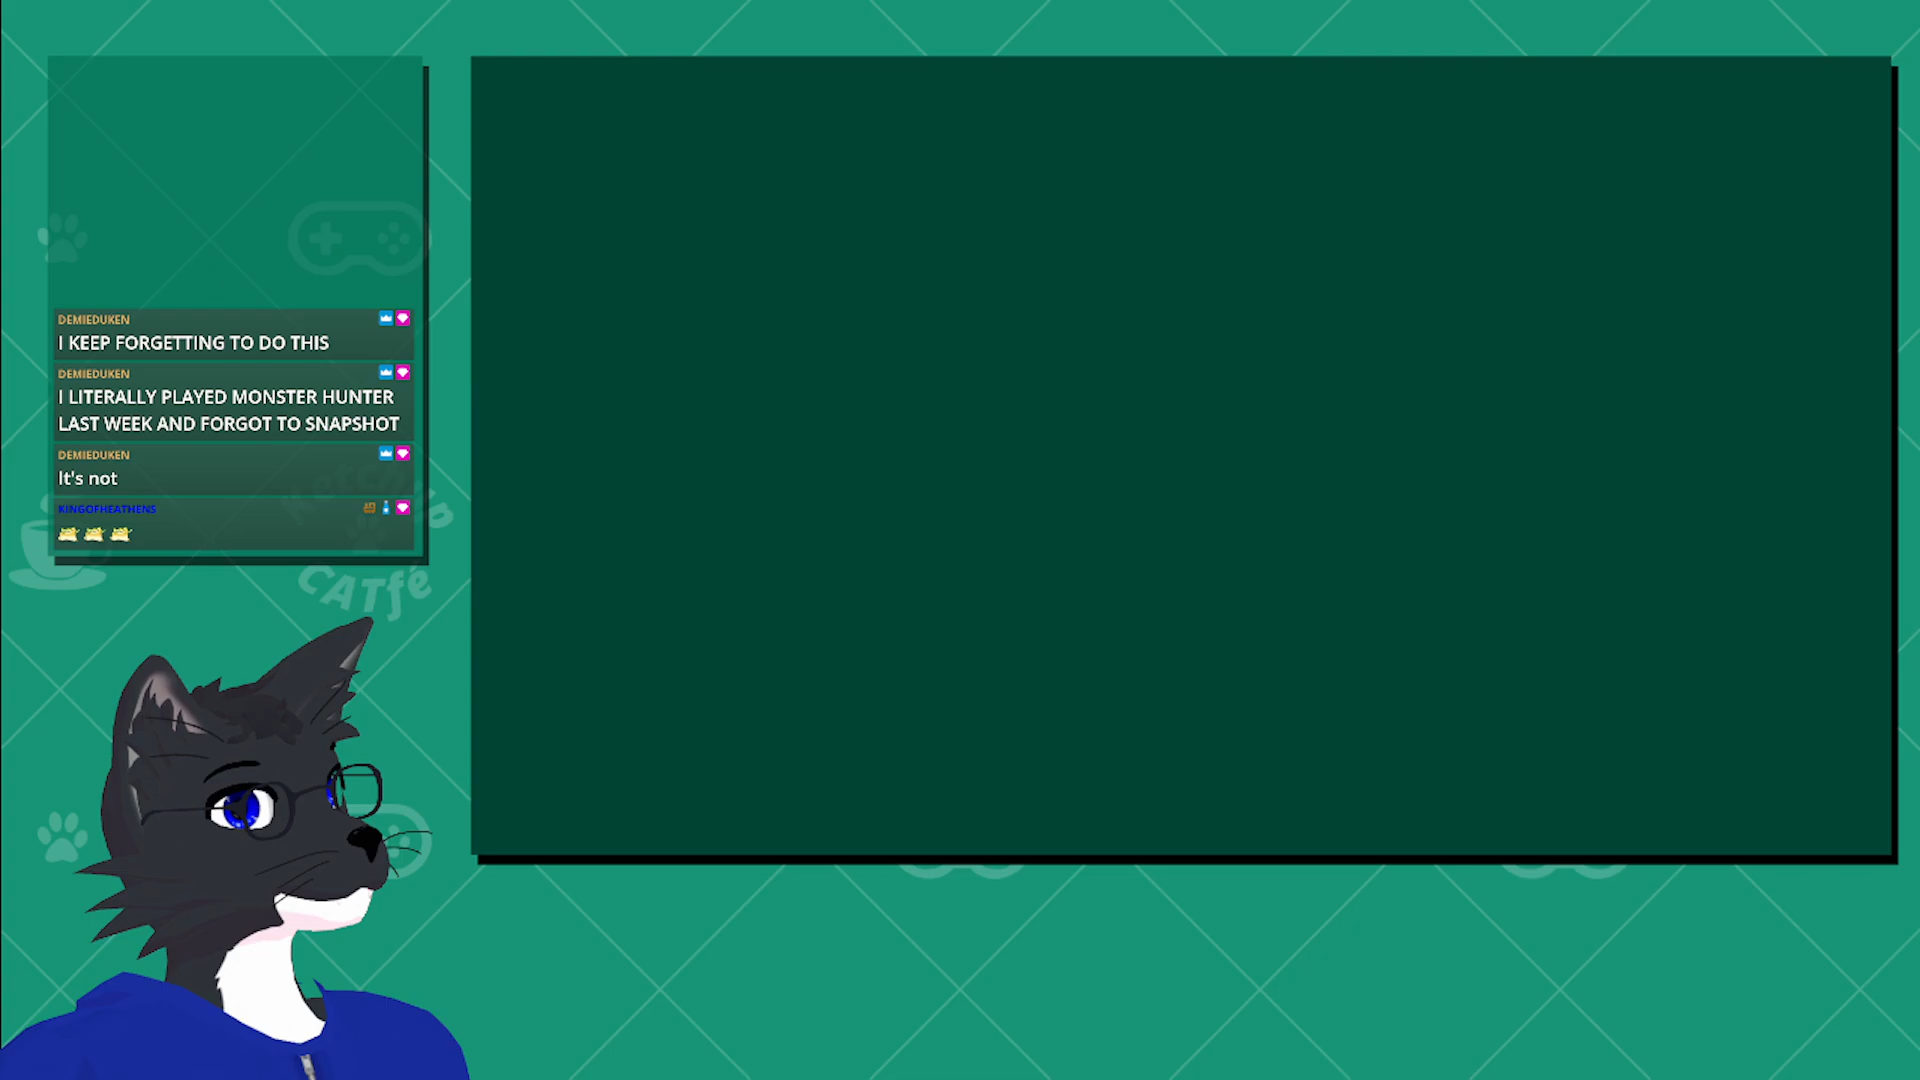 DEMIEDUKEN
I KEEP FORGETTING TO DO THIS
DEMIEDUKEN
I LITERALLY PLAYED MONSTER HUNTER
LAST WEEK AND FORGOT TO SNAPSHOT
DEMIEDUKEN
It's not
KINGOFHEATHENS
Ketchup
CATfé